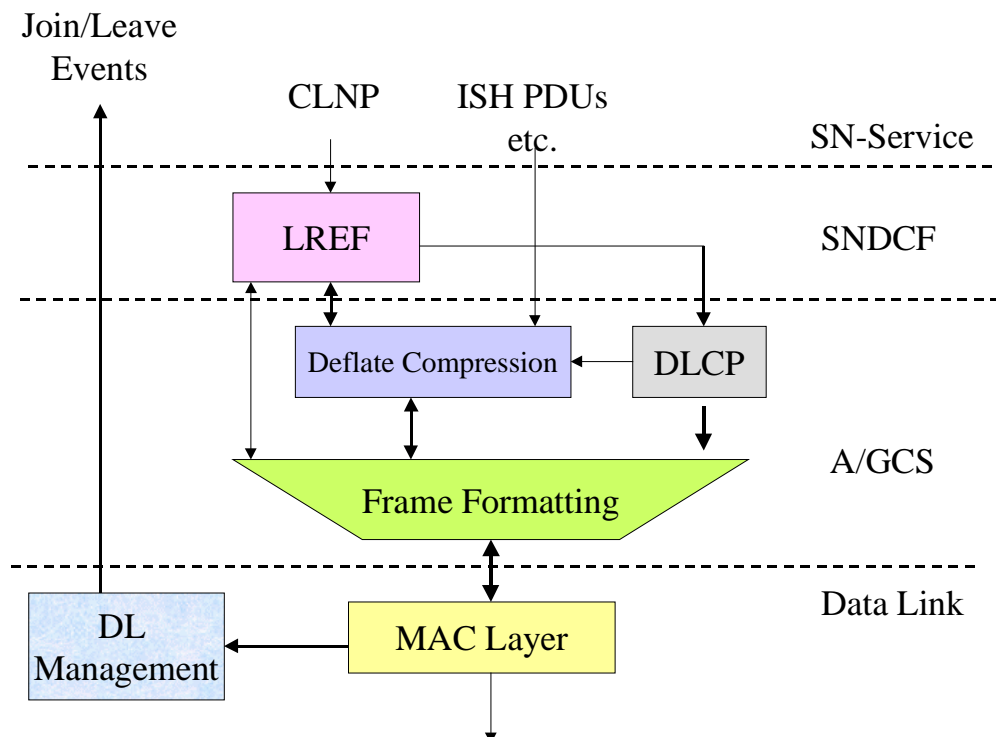 Join/Leave
Events
CLNP
ISH PDUs
etc.
SN-Service
LREF
SNDCF
Deflate Compression
DLCP
A/GCS
Frame Formatting
Data Link
DL
Management
MAC Layer